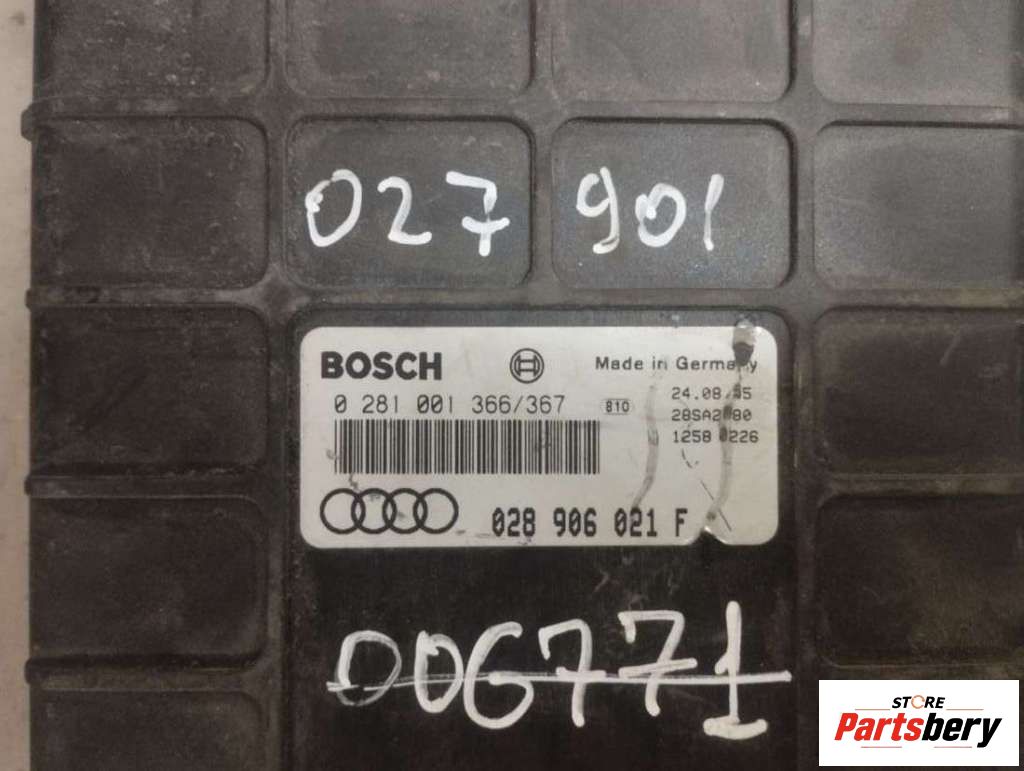 027 901
BOSCH
Made in Germany
0 281 001 366/367
810
24.08.95
1258 0226
028 906 021 F
006771
STORE
Partsbery